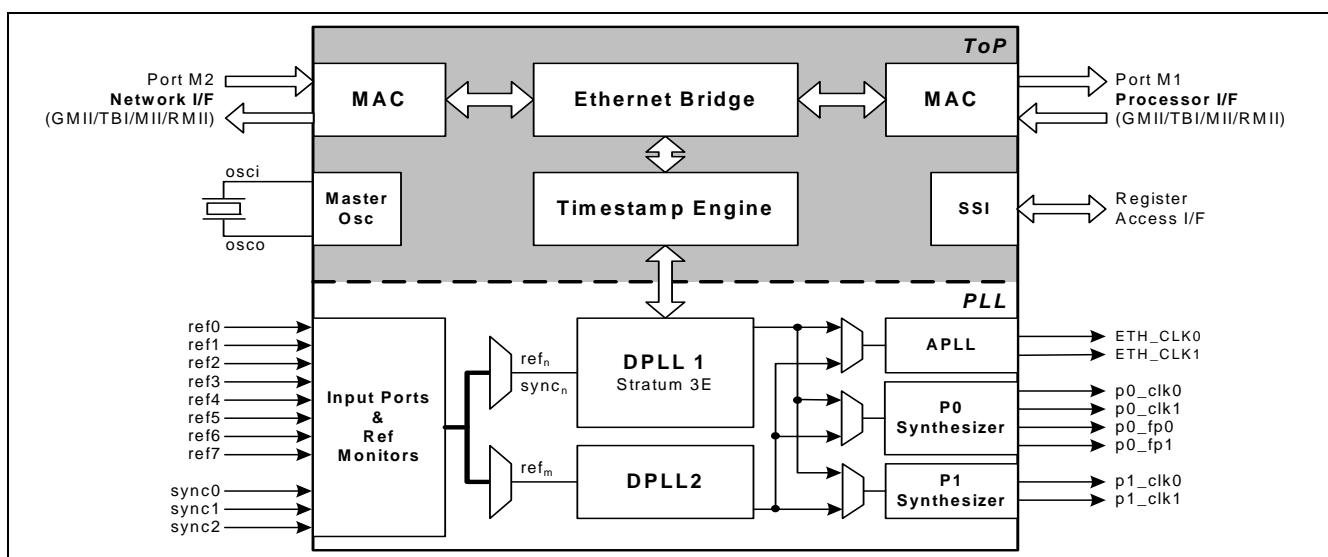 ToP
Port M2
Network I/F
(GMII/TBI/MII/RMII)
MAC
Ethernet Bridge
MAC
Port M1
Processor I/F
(GMII/TBI/MII/RMII)
osci
osco
Master
Osc
Timestamp Engine
SSI
Register
Access I/F
PLL
ref0
ref1
ref2
ref3
ref4
ref5
ref6
ref7
sync0
sync1
sync2
Input Ports
&
Ref
Monitors
refn
syncn
refm
DPLL 1
Stratum 3E
DPLL2
APLL
P0
Synthesizer
P1
Synthesizer
ETH_CLK0
ETH_CLK1
p0_clk0
p0_clk1
p0_fp0
p0_fp1
p1_clk0
p1_clk1